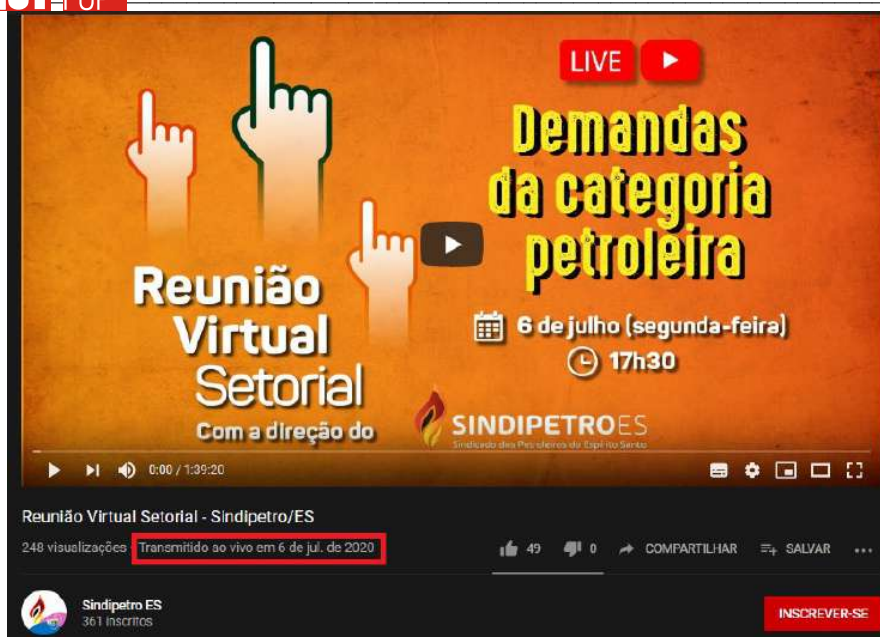 UP
LIVE
Demandas
da categoria
petroleira
Reunião
Virtual
Setorial
Com a direção do
6 de julho (segunda-feira)
17h30
SINDIPETROES
Sindicato dos Petroleiros do Espírito Santo
0:00 / 1:39:20
Reunião Virtual Setorial - Sindipetro/ES
248 visualizações · Transmitido ao vivo em 6 de jul. de 2020
49
0
COMPARTILHAR
SALVAR
Sindipetro ES
361 inscritos
INSCREVER-SE